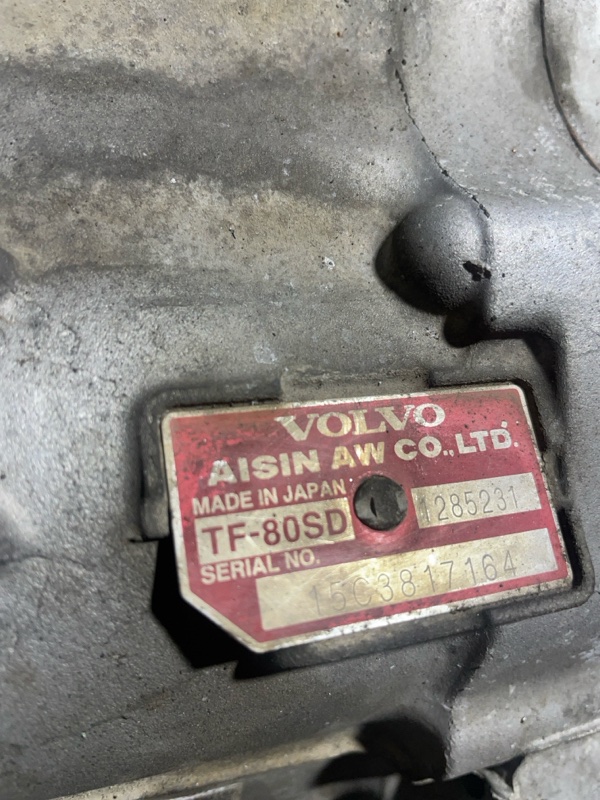 VOLVO
AISIN AW CO., LTD.
MADE IN JAPAN
TF-80SD 1285231
SERIAL NO.
15C3817164